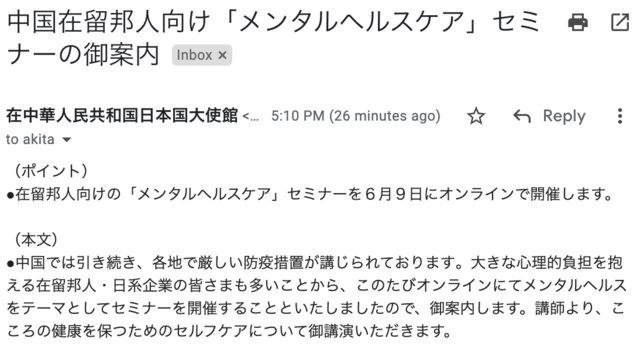 中国在留邦人向け「メンタルヘルスケア」セミ
ナーの御案内 Inbox ×
在中華人民共和国日本国大使館 <... 5:10 PM (26 minutes ago) Reply
to akita
（ポイント）
●在留邦人向けの「メンタルヘルスケア」セミナーを６月９日にオンラインで開催します。
（本文）
●中国では引き続き、各地で厳しい防疫措置が講じられております。大きな心理的負担を抱
える在留邦人・日系企業の皆さまも多いことから、このたびオンラインにてメンタルヘルス
をテーマとしてセミナーを開催することといたしましたので、御案内します。講師より、こ
ころの健康を保つためのセルフケアについて御講演いただきます。